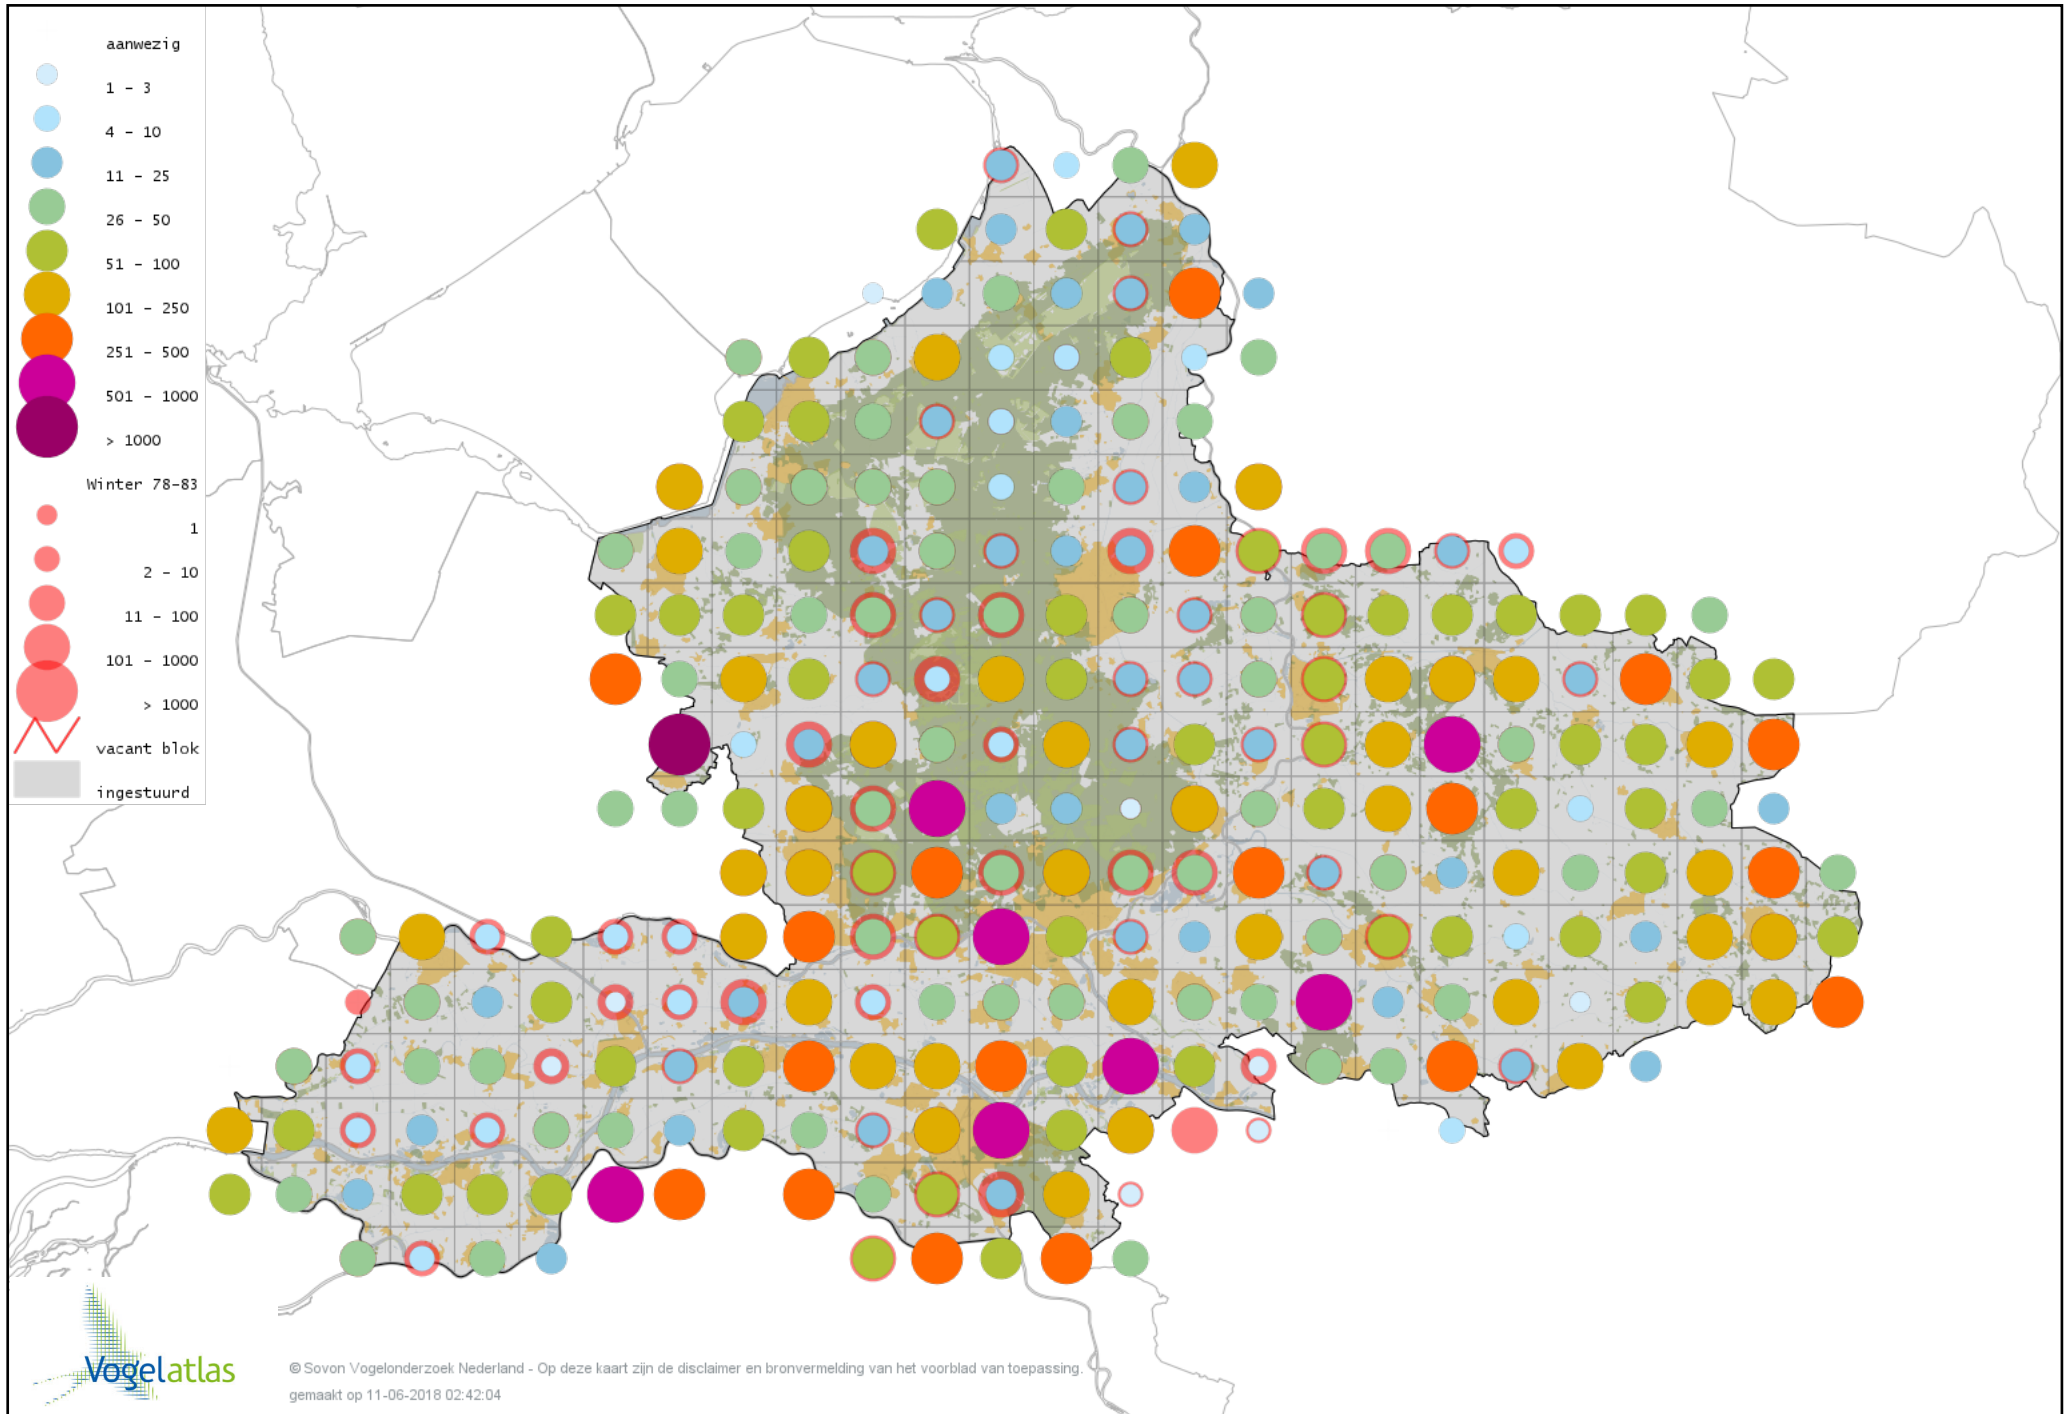 aanwezig
1 - 3
4 - 10
11 - 25
26 - 50
51 - 100
101 - 250
251 - 500
501 - 1000
> 1000
Winter 78-83
1
2 - 10
11 - 100
101 - 1000
> 1000
vacant blok
ingestuurd
Vogelatlas
© Sovon Vogelonderzoek Nederland - Op deze kaart zijn de disclaimer en bronvermelding van het voorblad van toepassing.
gemaakt op 11-06-2018 02:42:04